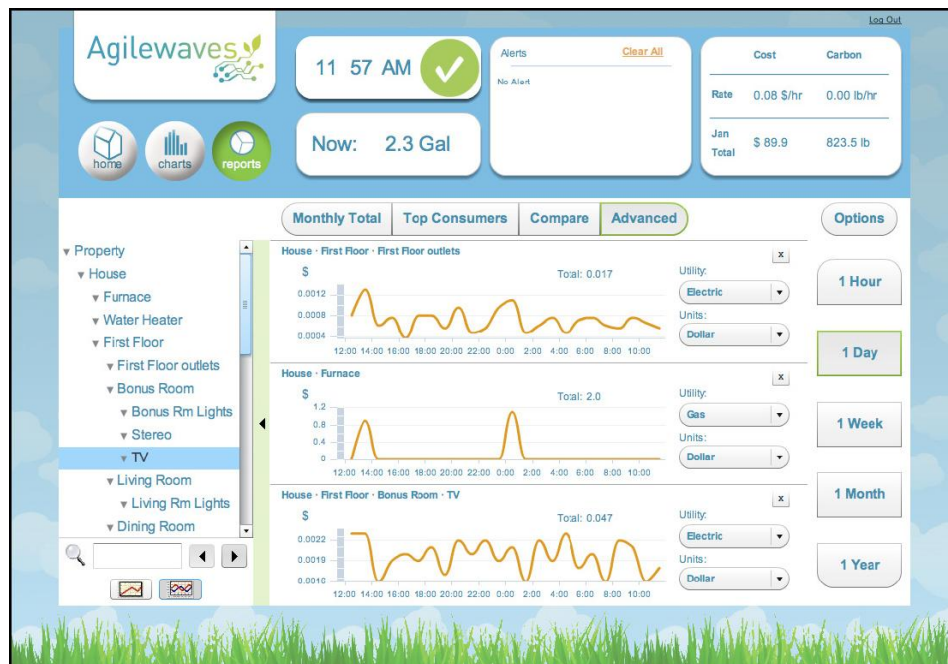 Log Out
Agilewaves
11 57 AM
Alerts Clear All
No Alert
Cost Carbon
Rate 0.08 $/hr 0.00 lb/hr
Jan Total $ 89.9 823.5 lb
Now: 2.3 Gal
home charts reports
Monthly Total Top Consumers Compare Advanced Options
Property
House
Furnace
Water Heater
First Floor
First Floor outlets
Bonus Room
Bonus Rm Lights
Stereo
TV
Living Room
Living Rm Lights
Dining Room
House · First Floor · First Floor outlets x
$ Total: 0.017
0.0012
0.0008
0.0004
12:00 14:00 16:00 18:00 20:00 22:00 0:00 2:00 4:00 6:00 8:00 10:00
Utility:
Electric
Units:
Dollar
House · Furnace x
$ Total: 2.0
1.2
0.8
0.4
0
12:00 14:00 16:00 18:00 20:00 22:00 0:00 2:00 4:00 6:00 8:00 10:00
Utility:
Gas
Units:
Dollar
House · First Floor · Bonus Room · TV x
$ Total: 0.047
0.0022
0.0019
0.0010
12:00 14:00 16:00 18:00 20:00 22:00 0:00 2:00 4:00 6:00 8:00 10:00
Utility:
Electric
Units:
Dollar
1 Hour
1 Day
1 Week
1 Month
1 Year